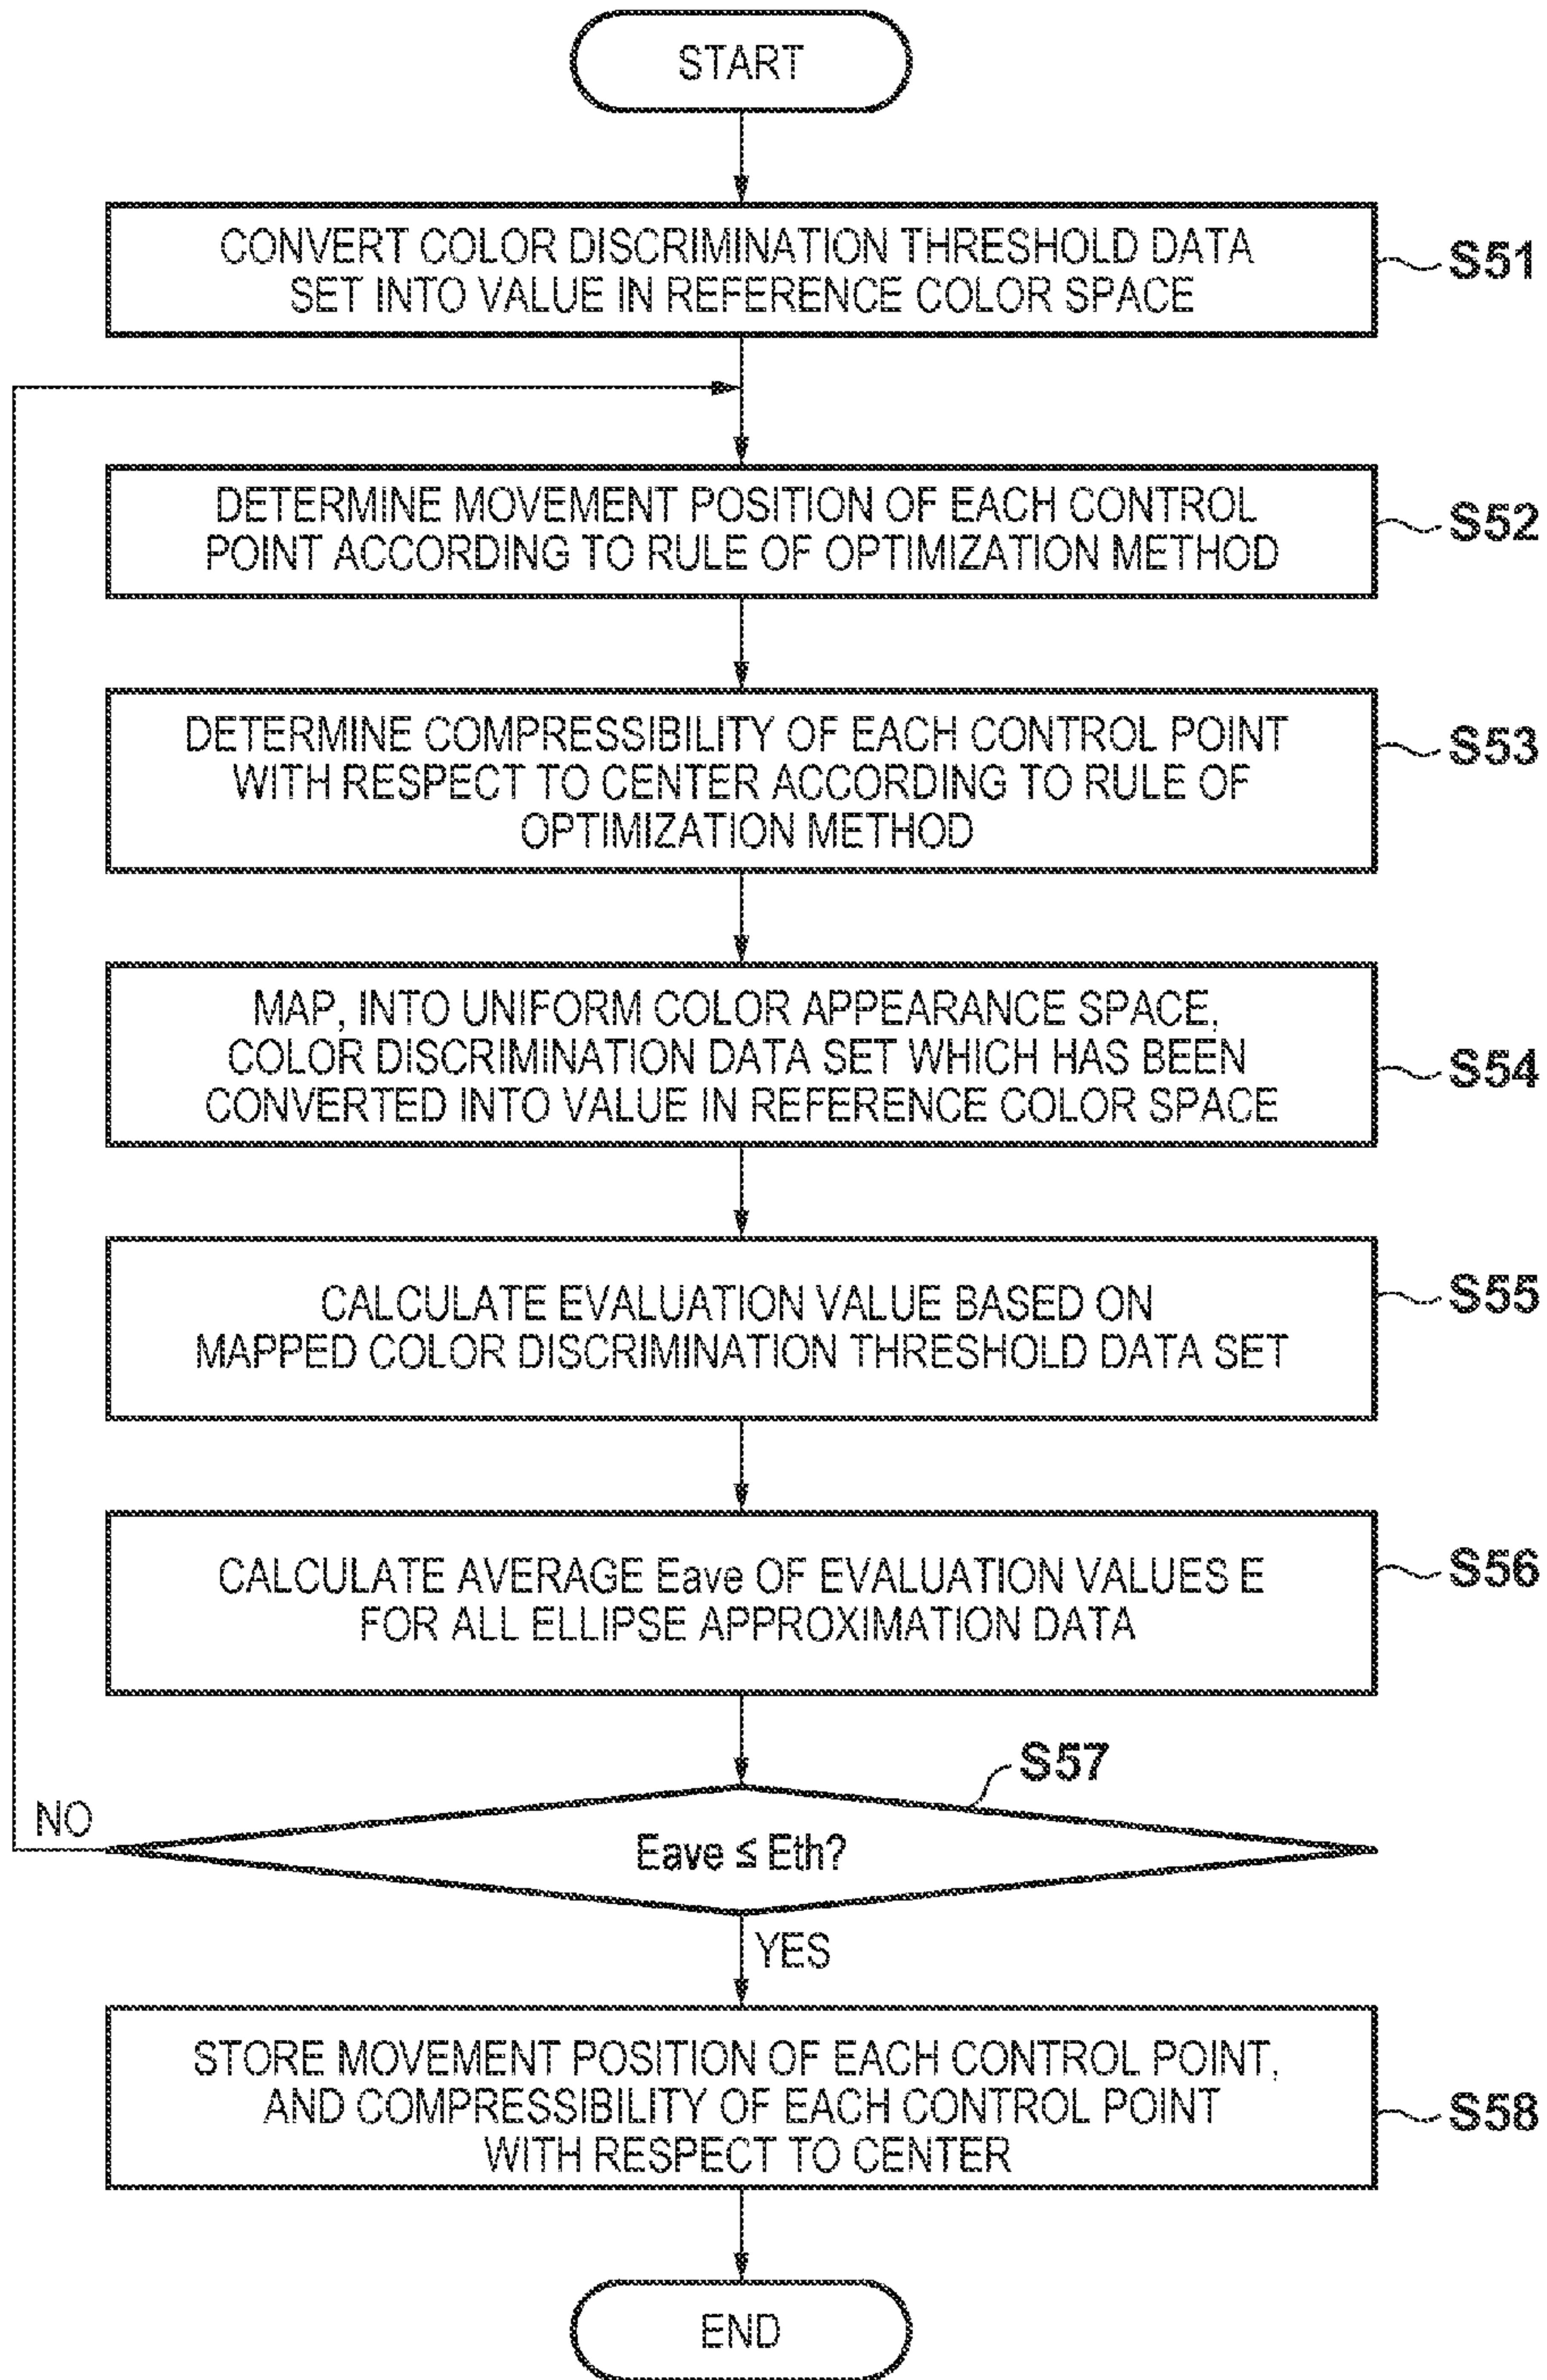 START
CONVERT COLOR DISCRIMINATION THRESHOLD DATA
SET INTO VALUE IN REFERENCE COLOR SPACE
S51
DETERMINE MOVEMENT POSITION OF EACH CONTROL
POINT ACCORDING TO RULE OF OPTIMIZATION METHOD
S52
DETERMINE COMPRESSIBILITY OF EACH CONTROL POINT
WITH RESPECT TO CENTER ACCORDING TO RULE OF
OPTIMIZATION METHOD
S53
MAP, INTO UNIFORM COLOR APPEARANCE SPACE,
COLOR DISCRIMINATION DATA SET WHICH HAS BEEN
CONVERTED INTO VALUE IN REFERENCE COLOR SPACE
S54
CALCULATE EVALUATION VALUE BASED ON
MAPPED COLOR DISCRIMINATION THRESHOLD DATA SET
S55
CALCULATE AVERAGE Eave OF EVALUATION VALUES E
FOR ALL ELLIPSE APPROXIMATION DATA
S56
S57
NO
Eave ≦ Eth?
YES
STORE MOVEMENT POSITION OF EACH CONTROL POINT,
AND COMPRESSIBILITY OF EACH CONTROL POINT
WITH RESPECT TO CENTER
S58
END